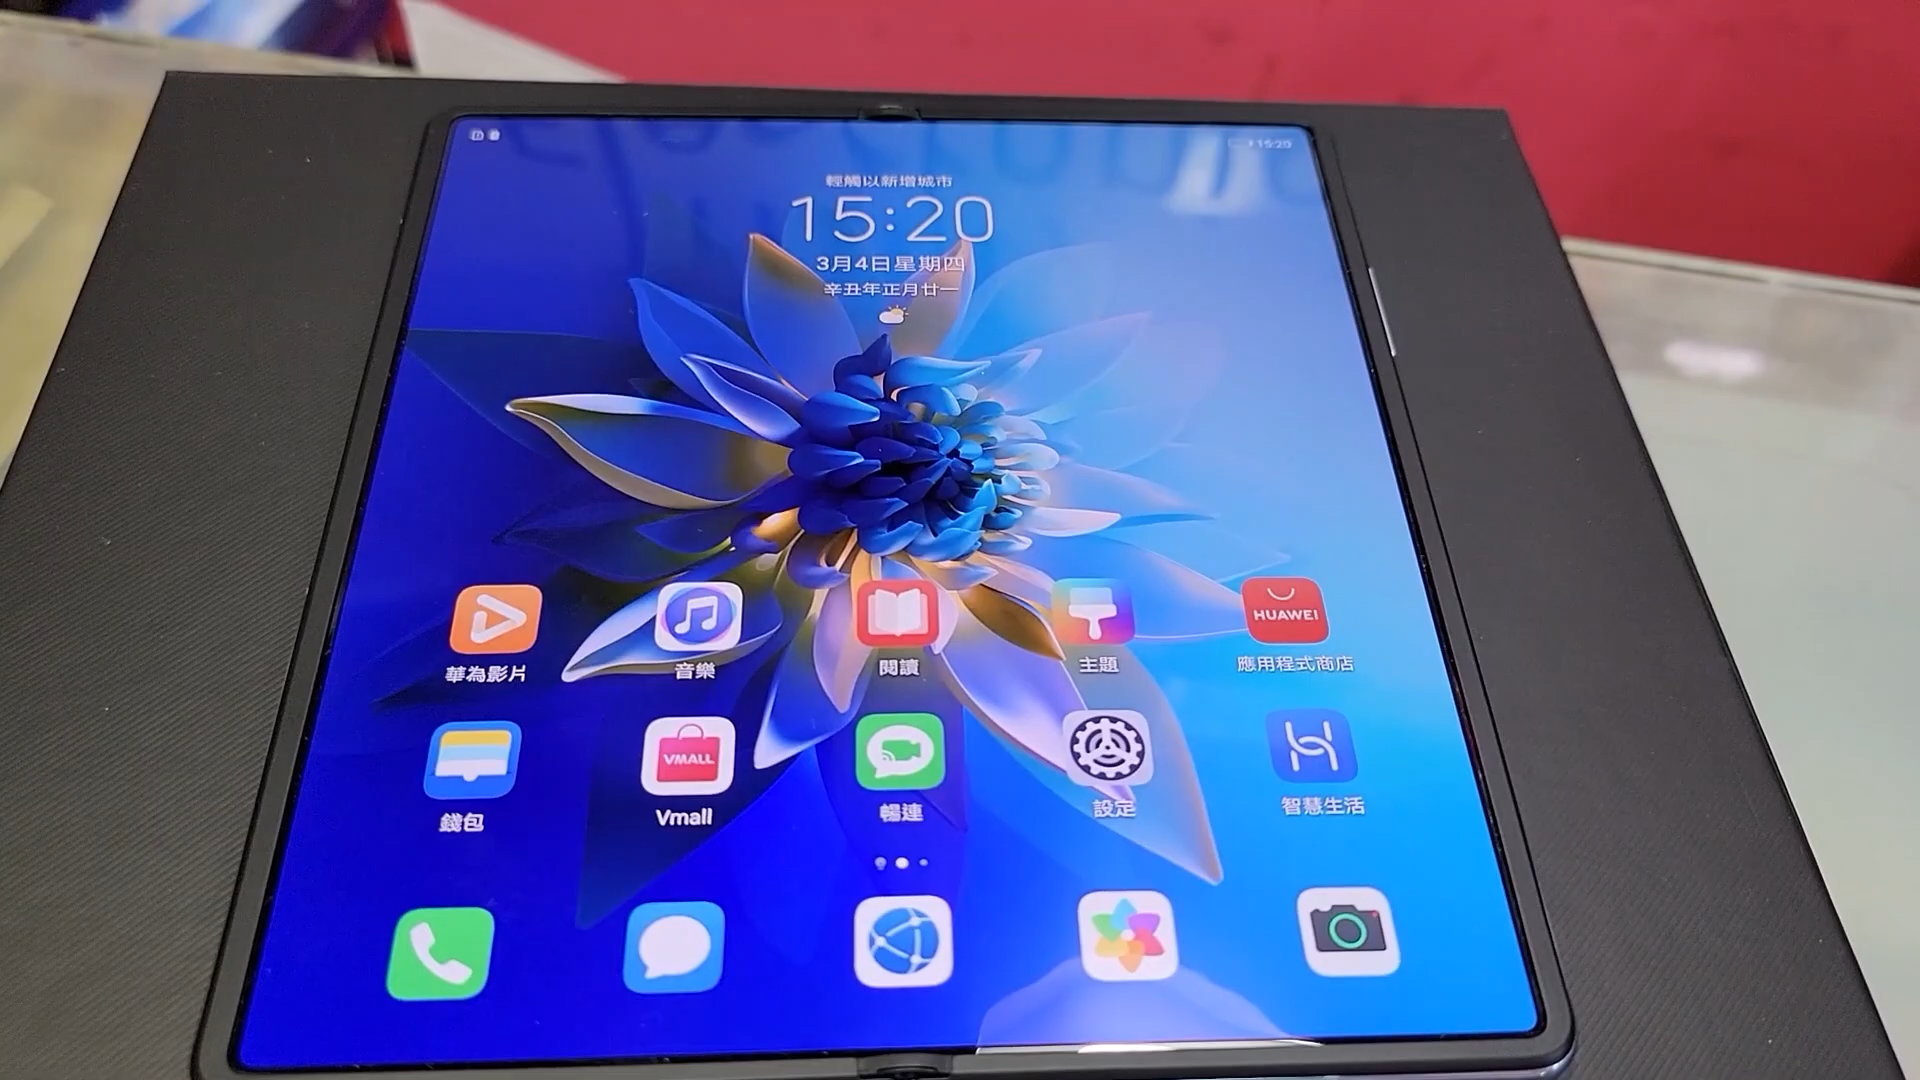 15:20
輕觸以新增城市
15:20
3月4日星期四
辛丑年正月廿一
華為影片
音樂
閱讀
主題
HUAWEI
應用程式商店
VMALL
錢包
Vmall
暢連
設定
智慧生活